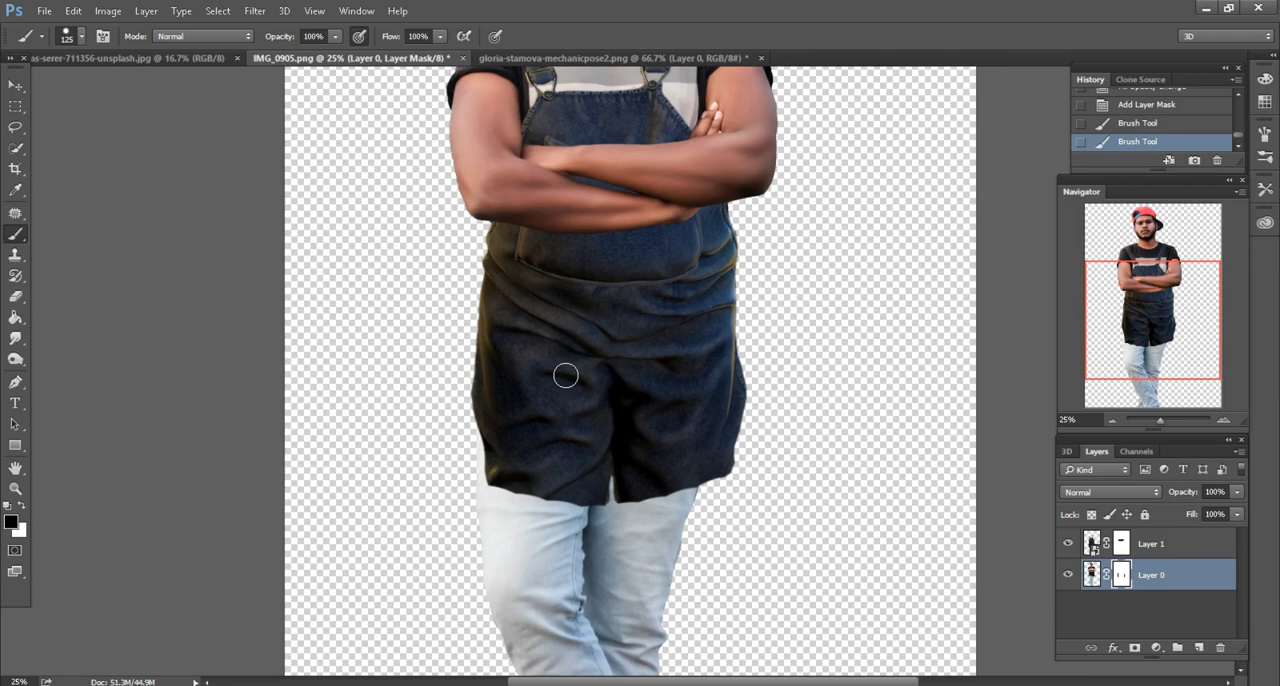 Ps File Edit Image Layer Type Select Filter 3D View Window Help
125 Mode: Normal Opacity: 100% Flow: 100% 3D
as-serer-711356-unsplash.jpg @ 16.7% (RGB/8) IMG_0905.png @ 25% (Layer 0, Layer Mask/8) * gloria-stamova-mechanicpose2.png @ 66.7% (Layer 0, RGB/8#) *
History Clone Source
Add Layer Mask
Brush Tool
Brush Tool
Navigator
25%
3D Layers Channels
Kind
Normal Opacity: 100%
Lock: Fill: 100%
Layer 1
Layer 0
T
fx
25% Doc: 51.3M/44.9M